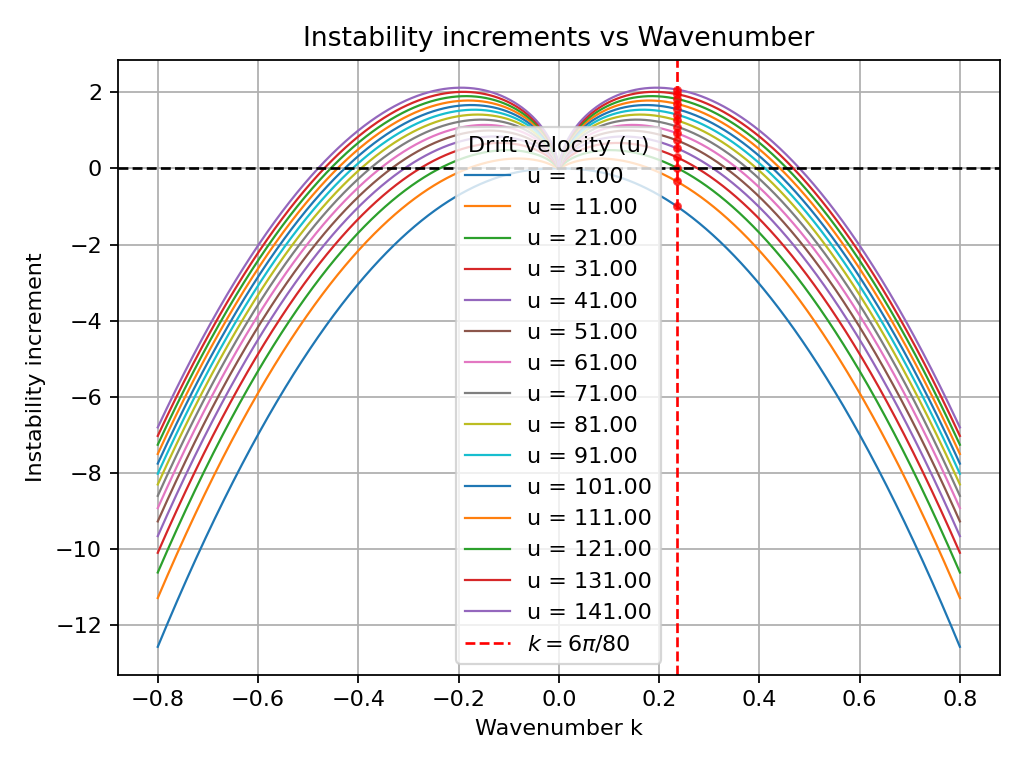 Instability increments vs Wavenumber
Instability increment
2
0
−2
−4
−6
−8
−10
−12
Drift velocity (u)
u = 1.00
u = 11.00
u = 21.00
u = 31.00
u = 41.00
u = 51.00
u = 61.00
u = 71.00
u = 81.00
u = 91.00
u = 101.00
u = 111.00
u = 121.00
u = 131.00
u = 141.00
k = 6π/80
−0.8 −0.6 −0.4 −0.2 0.0 0.2 0.4 0.6 0.8
Wavenumber k